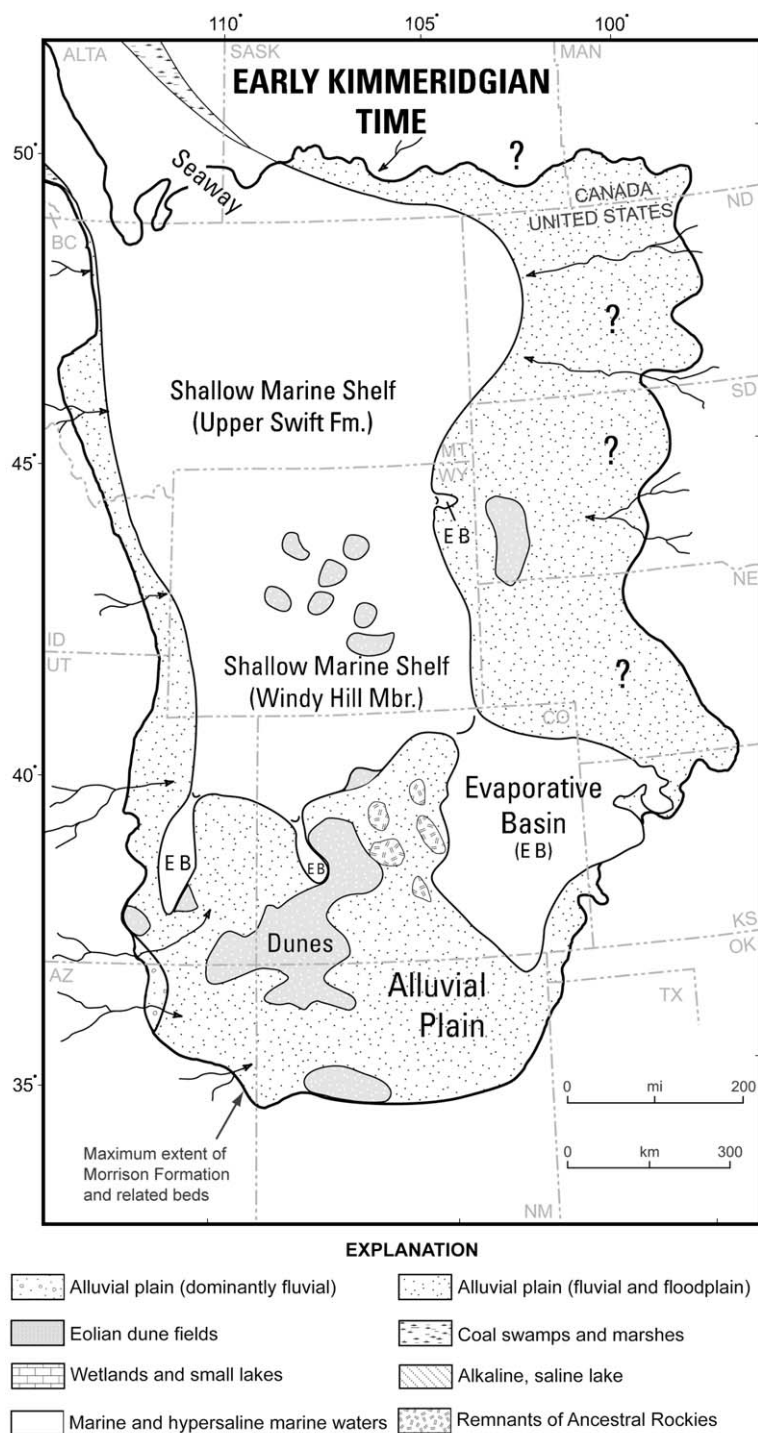 110°
105°
100°
ALTA
SASK
MAN
EARLY KIMMERIDGIAN
TIME
50°
?
Seaway
CANADA
UNITED STATES
ND
BC
?
Shallow Marine Shelf
(Upper Swift Fm.)
SD
?
45°
MT
WY
E B
NE
ID
UT
Shallow Marine Shelf
(Windy Hill Mbr.)
?
CO
40°
Evaporative
Basin
(E B)
E B
E B
Dunes
KS
OK
AZ
Alluvial
Plain
TX
35°
0 mi 200
0 km 300
Maximum extent of
Morrison Formation
and related beds
NM
EXPLANATION
Alluvial plain (dominantly fluvial)
Alluvial plain (fluvial and floodplain)
Eolian dune fields
Coal swamps and marshes
Wetlands and small lakes
Alkaline, saline lake
Marine and hypersaline marine waters
Remnants of Ancestral Rockies